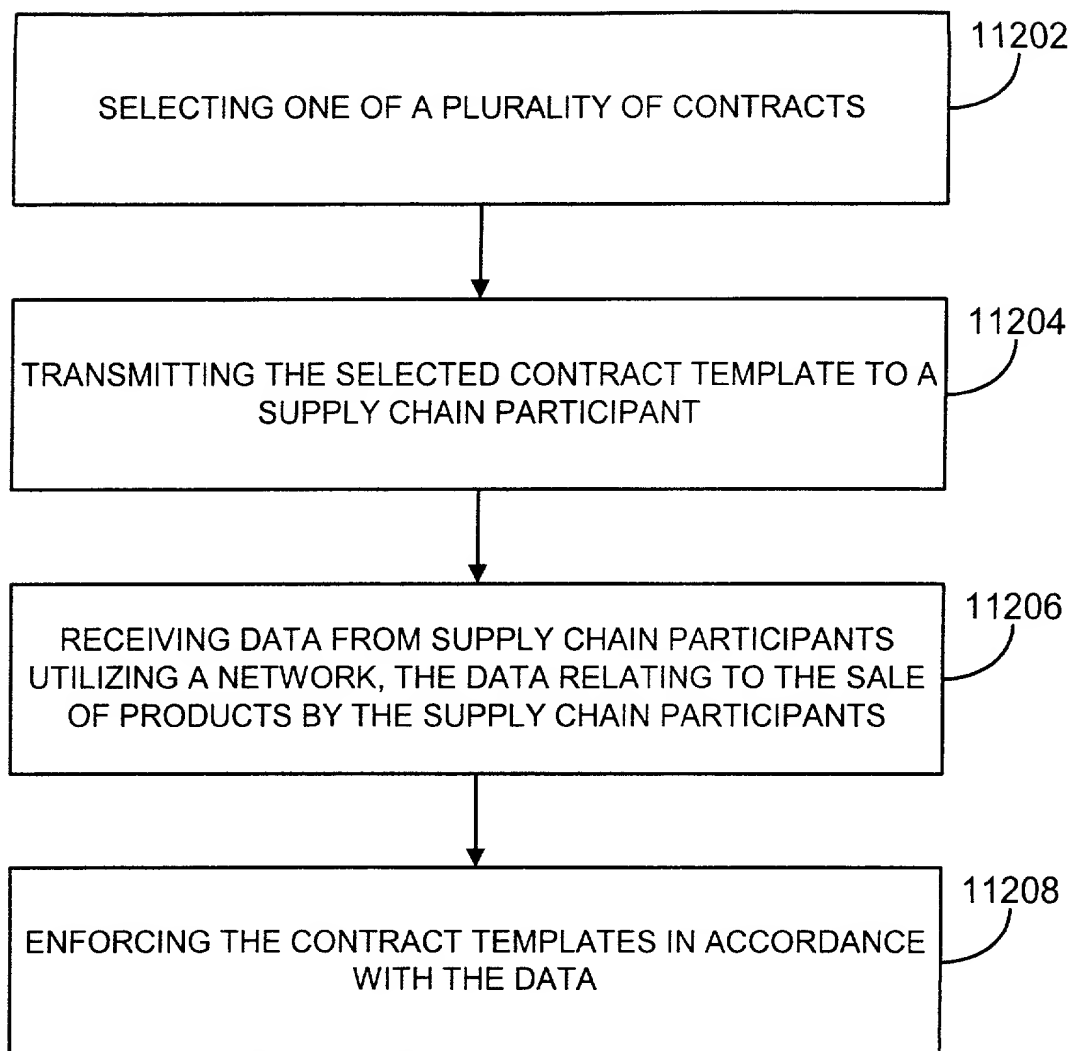 11202
SELECTING ONE OF A PLURALITY OF CONTRACTS
11204
TRANSMITTING THE SELECTED CONTRACT TEMPLATE TO A
SUPPLY CHAIN PARTICIPANT
11206
RECEIVING DATA FROM SUPPLY CHAIN PARTICIPANTS
UTILIZING A NETWORK, THE DATA RELATING TO THE SALE
OF PRODUCTS BY THE SUPPLY CHAIN PARTICIPANTS
11208
ENFORCING THE CONTRACT TEMPLATES IN ACCORDANCE
WITH THE DATA